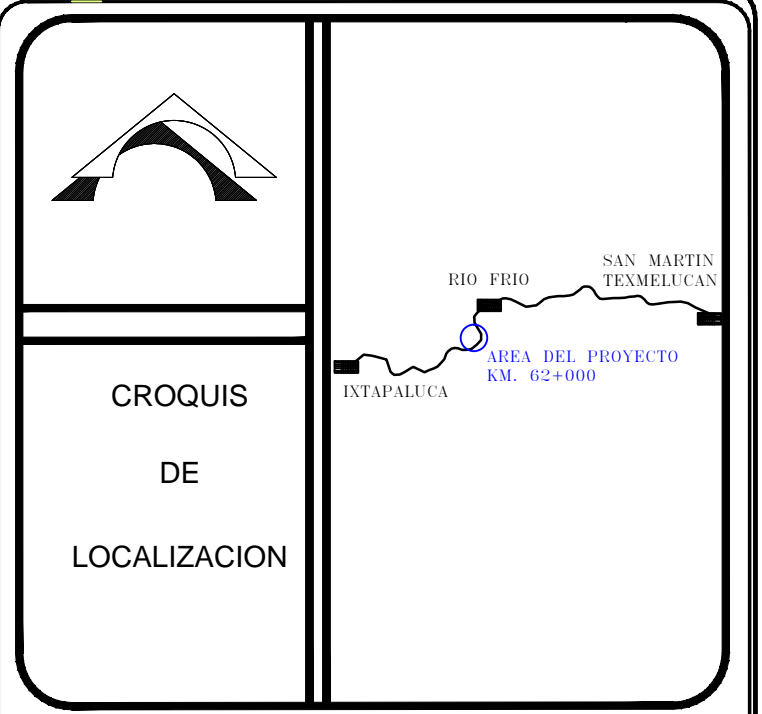 CROQUIS
DE
LOCALIZACION
SAN MARTIN
TEXMELUCAN
RIO FRIO
AREA DEL PROYECTO
KM. 62+000
IXTAPALUCA